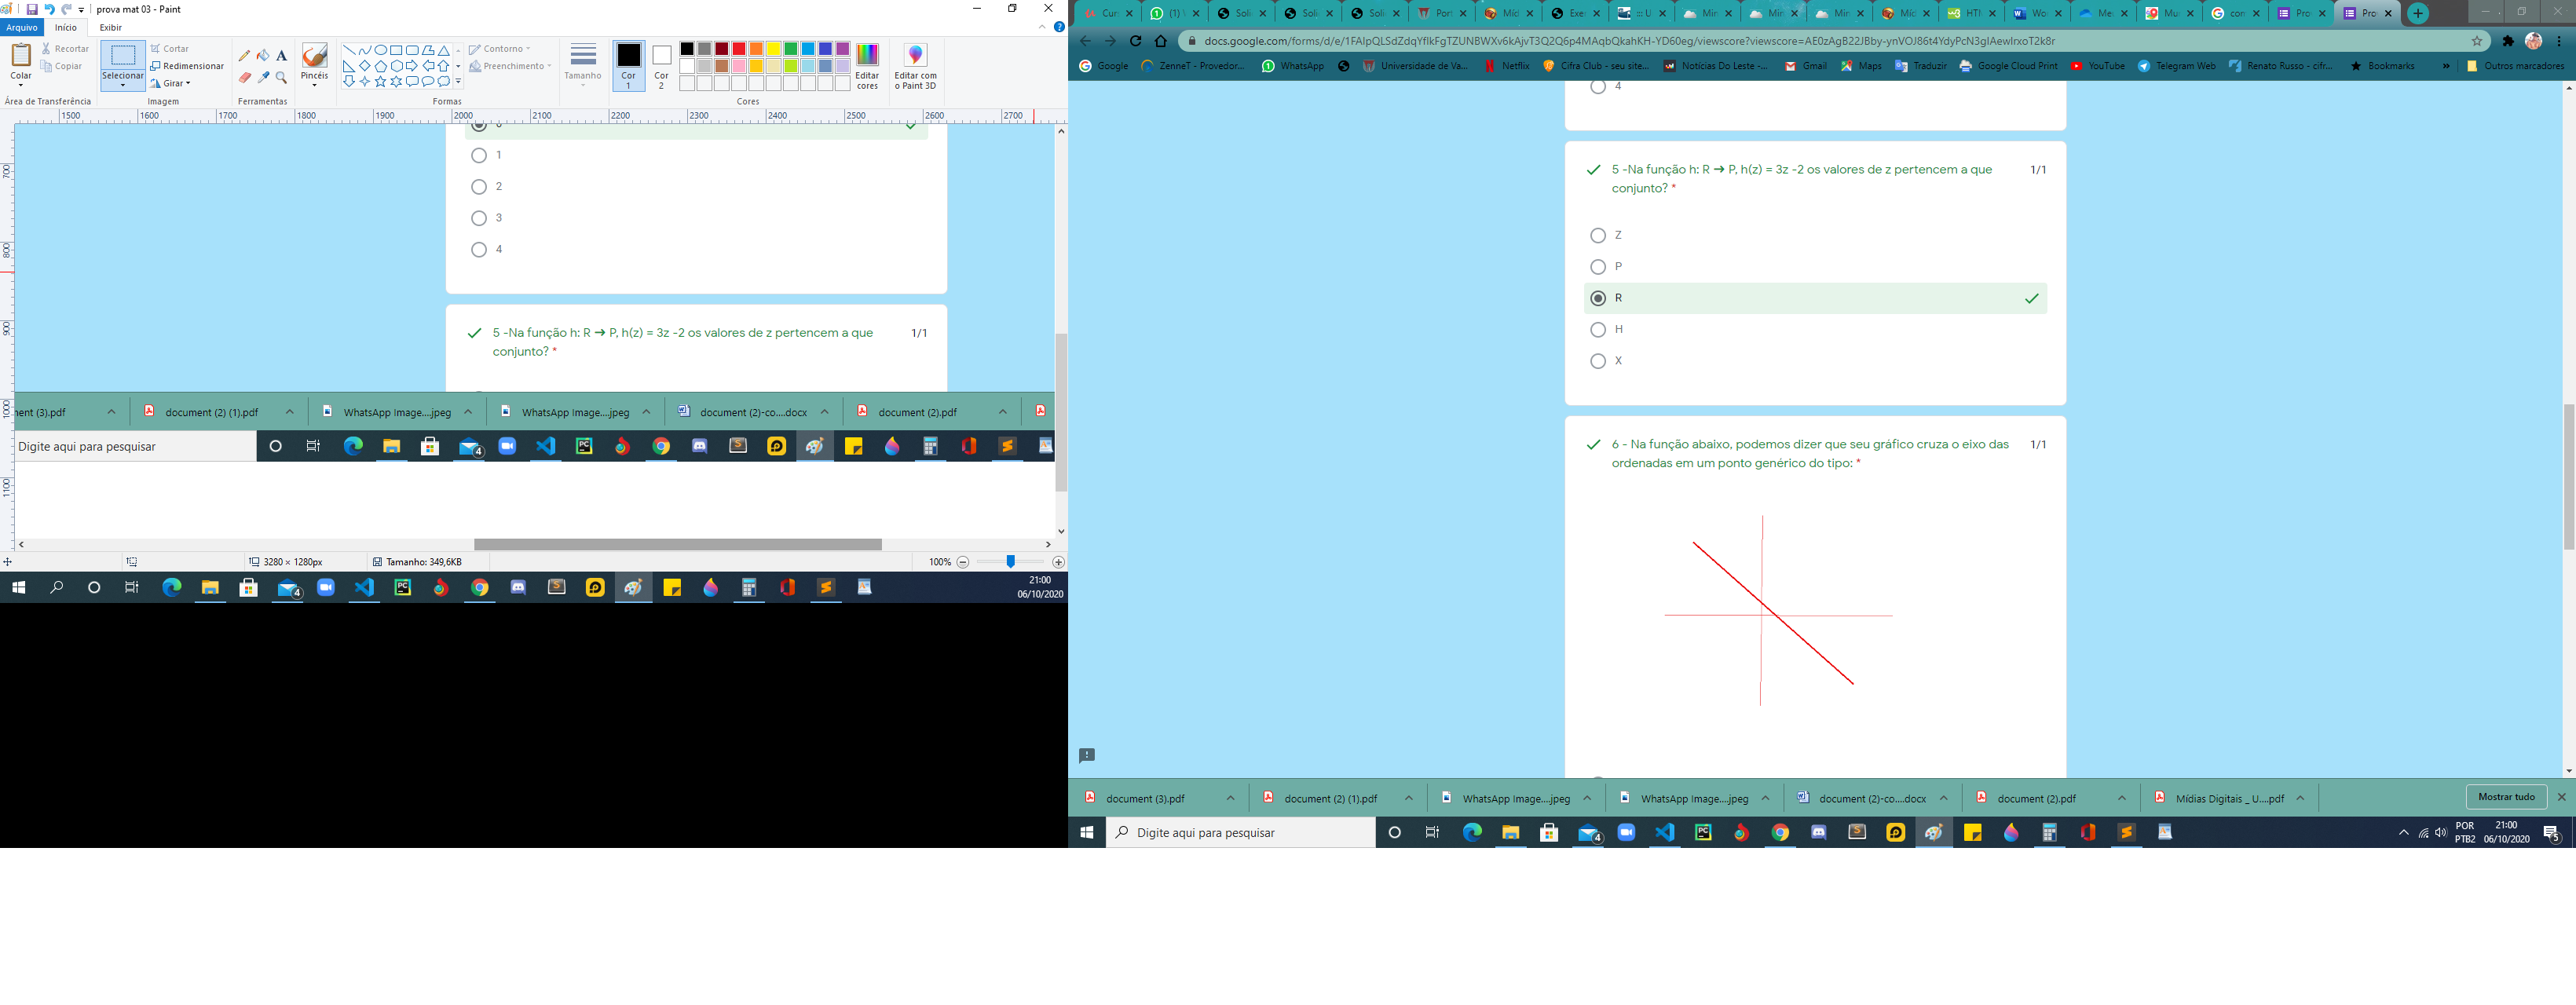 prova mat 03 - Paint
Arquivo
Início
Exibir
Colar
Recortar
Copiar
Área de Transferência
Selecionar
Cortar
Redimensionar
Girar
Imagem
Ferramentas
Pincéis
Contorno
Preenchimento
Formas
Tamanho
Cor 1
Cor 2
Cores
Editar cores
Editar com o Paint 3D
1500 1600 1700 1800 1900 2000 2100 2200 2300 2400 2500 2600 2700
700
800
900
1000
1100
1
2
3
4
5 -Na função h: R ➔ P, h(z) = 3z -2 os valores de z pertencem a que 1/1
conjunto? *
ent (3).pdf
document (2) (1).pdf
WhatsApp Image....jpeg
WhatsApp Image....jpeg
document (2)-co....docx
document (2).pdf
Digite aqui para pesquisar
3280 × 1280px
Tamanho: 349,6KB
100%
21:00
06/10/2020
docs.google.com/forms/d/e/1FAIpQLSdZdqYflkFgTZUNBWXv6kAjvT3Q2Q6p4MAqbQkahKH-YD60eg/viewscore?viewscore=AE0zAgB22JBby-ynVOJ86t4YdyPcN3gIAewIrxoT2k8r
Google
ZenneT - Provedor...
WhatsApp
Universidade de Va...
Netflix
Cifra Club - seu site...
Notícias Do Leste -...
Gmail
Maps
Traduzir
Google Cloud Print
YouTube
Telegram Web
Renato Russo - cifr...
Bookmarks
»
Outros marcadores
4
5 -Na função h: R ➔ P, h(z) = 3z -2 os valores de z pertencem a que 1/1
conjunto? *
Z
P
R
H
X
6 - Na função abaixo, podemos dizer que seu gráfico cruza o eixo das 1/1
ordenadas em um ponto genérico do tipo: *
document (3).pdf
document (2) (1).pdf
WhatsApp Image....jpeg
WhatsApp Image....jpeg
document (2)-co....docx
document (2).pdf
Mídias Digitais _ U....pdf
Mostrar tudo
Digite aqui para pesquisar
POR
PTB2
21:00
06/10/2020